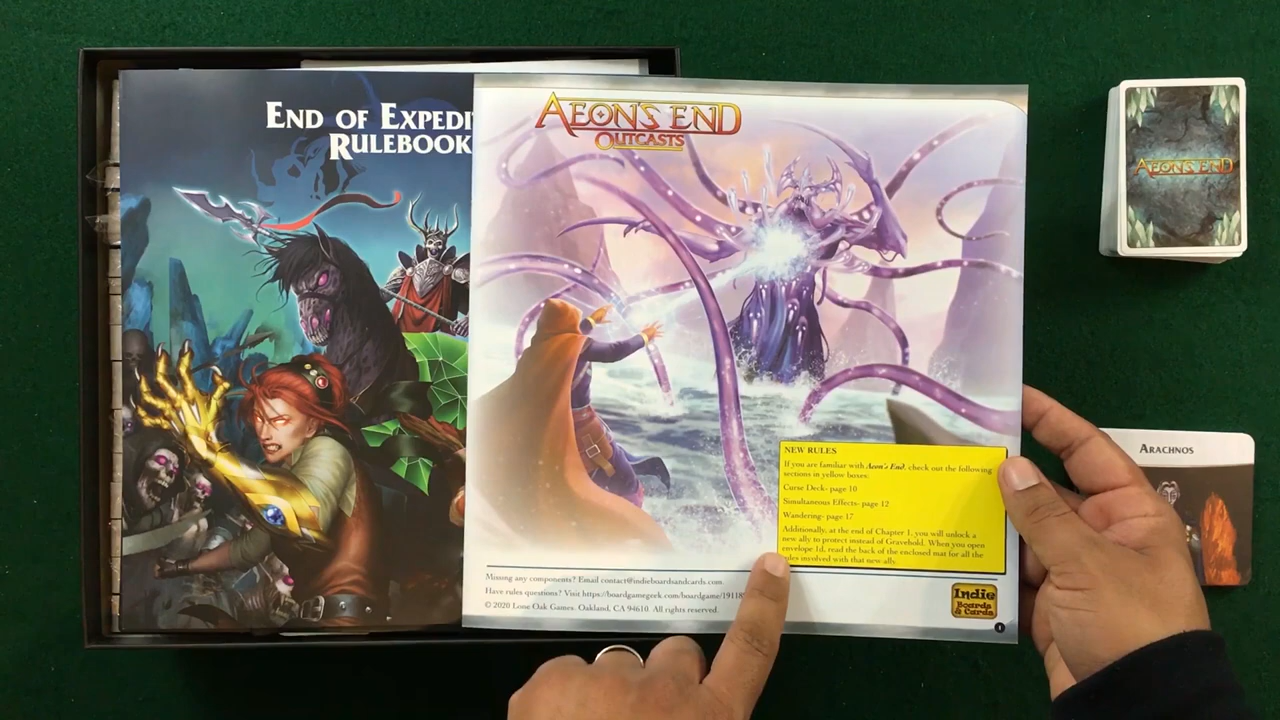 END OF EXPEDI
RULEBOOK
AEON'S END
OUTCASTS
NEW RULES
If you are familiar with Aeon's End, check out the following
sections in yellow boxes:
Curse Deck- page 10
Simultaneous Effects- page 12
Wandering- page 17
Additionally, at the end of Chapter 1, you will unlock a
new ally to protect instead of Gravehold. When you open
envelope 1d, read the back of the enclosed mat for all the
rules involved with that new ally.
Missing any components? Email contact@indieboardsandcards.com.
Have rules questions? Visit https://boardgamegeek.com/boardgame/19118
© 2020 Lone Oak Games. Oakland, CA 94610. All rights reserved.
Indie
Boards
& Cards
1
AEON'S END
ARACHNOS